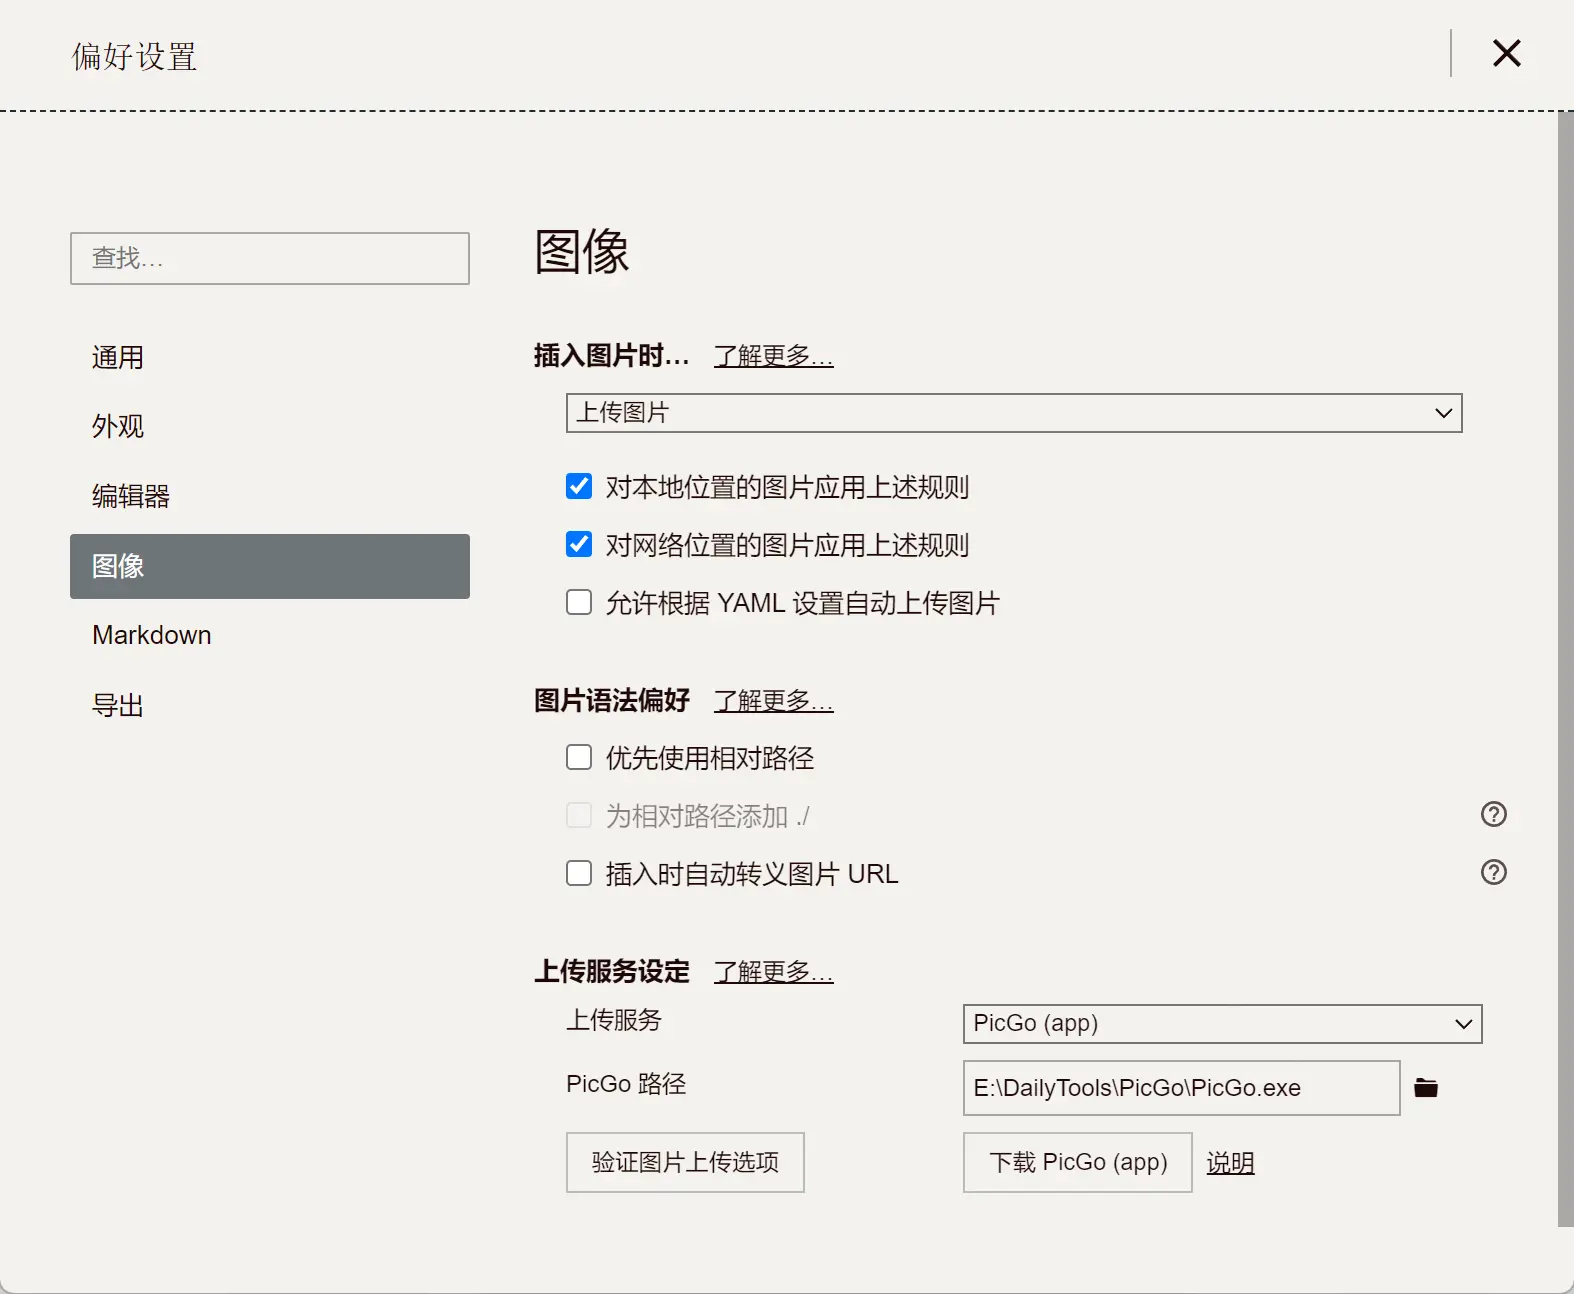 偏好设置
查找…
通用
外观
编辑器
图像
Markdown
导出
图像
插入图片时… 了解更多…
上传图片
对本地位置的图片应用上述规则
对网络位置的图片应用上述规则
允许根据 YAML 设置自动上传图片
图片语法偏好 了解更多…
优先使用相对路径
为相对路径添加 ./
插入时自动转义图片 URL
上传服务设定 了解更多…
上传服务 PicGo (app)
PicGo 路径 E:\DailyTools\PicGo\PicGo.exe
验证图片上传选项 下载 PicGo (app) 说明